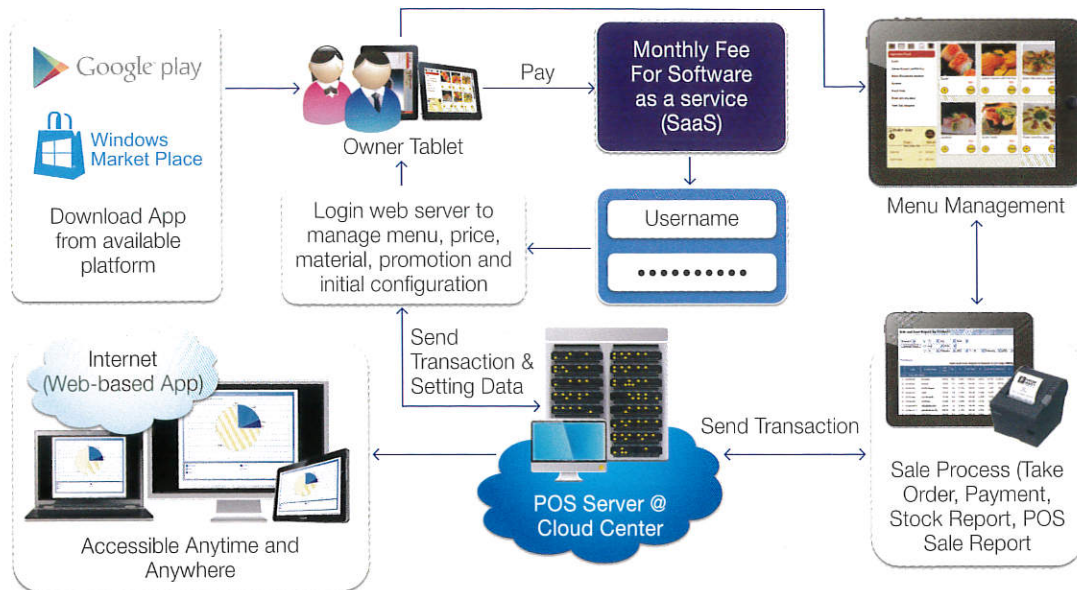 Google play
Windows
Market Place
Download App
from available
platform
Owner Tablet
Pay
Monthly Fee
For Software
as a service
(SaaS)
Menu Management
Login web server to
manage menu, price,
material, promotion and
initial configuration
Username
Send
Transaction &
Setting Data
Internet
(Web-based App)
Accessible Anytime and
Anywhere
POS Server @
Cloud Center
Send Transaction
Sale Process (Take
Order, Payment,
Stock Report, POS
Sale Report